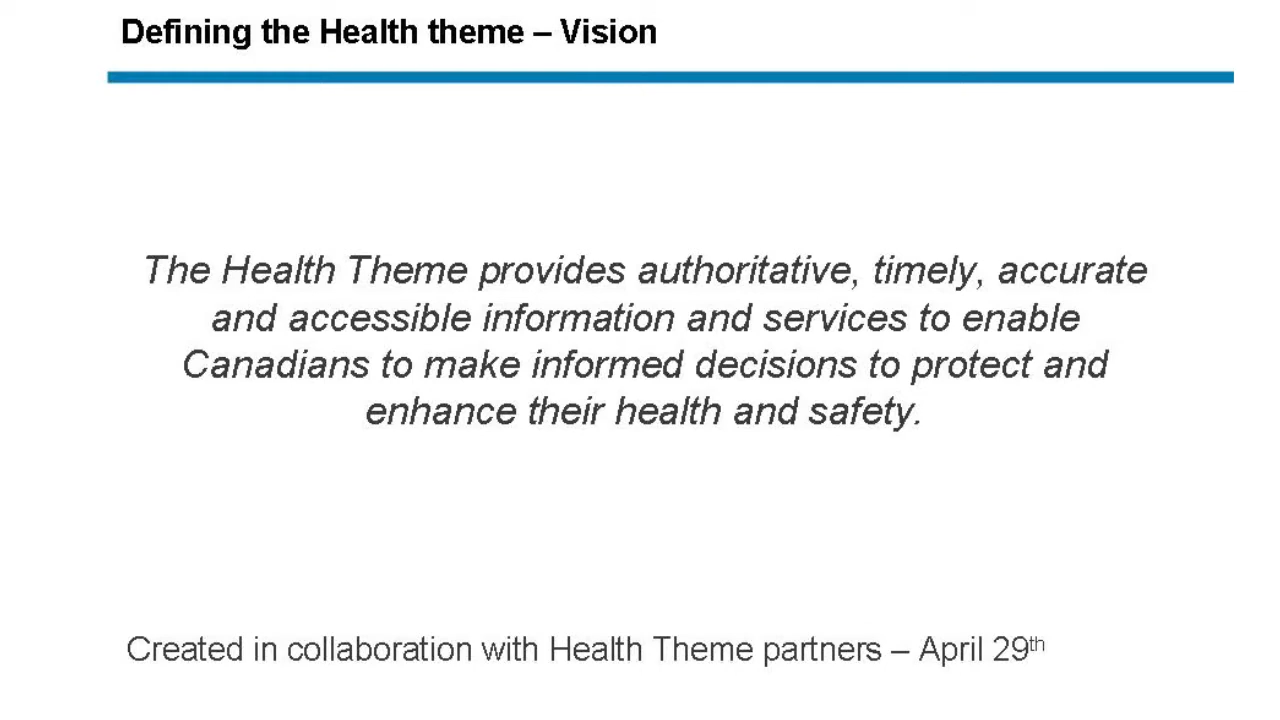 Defining the Health theme – Vision
The Health Theme provides authoritative, timely, accurate
and accessible information and services to enable
Canadians to make informed decisions to protect and
enhance their health and safety.
Created in collaboration with Health Theme partners – April 29th